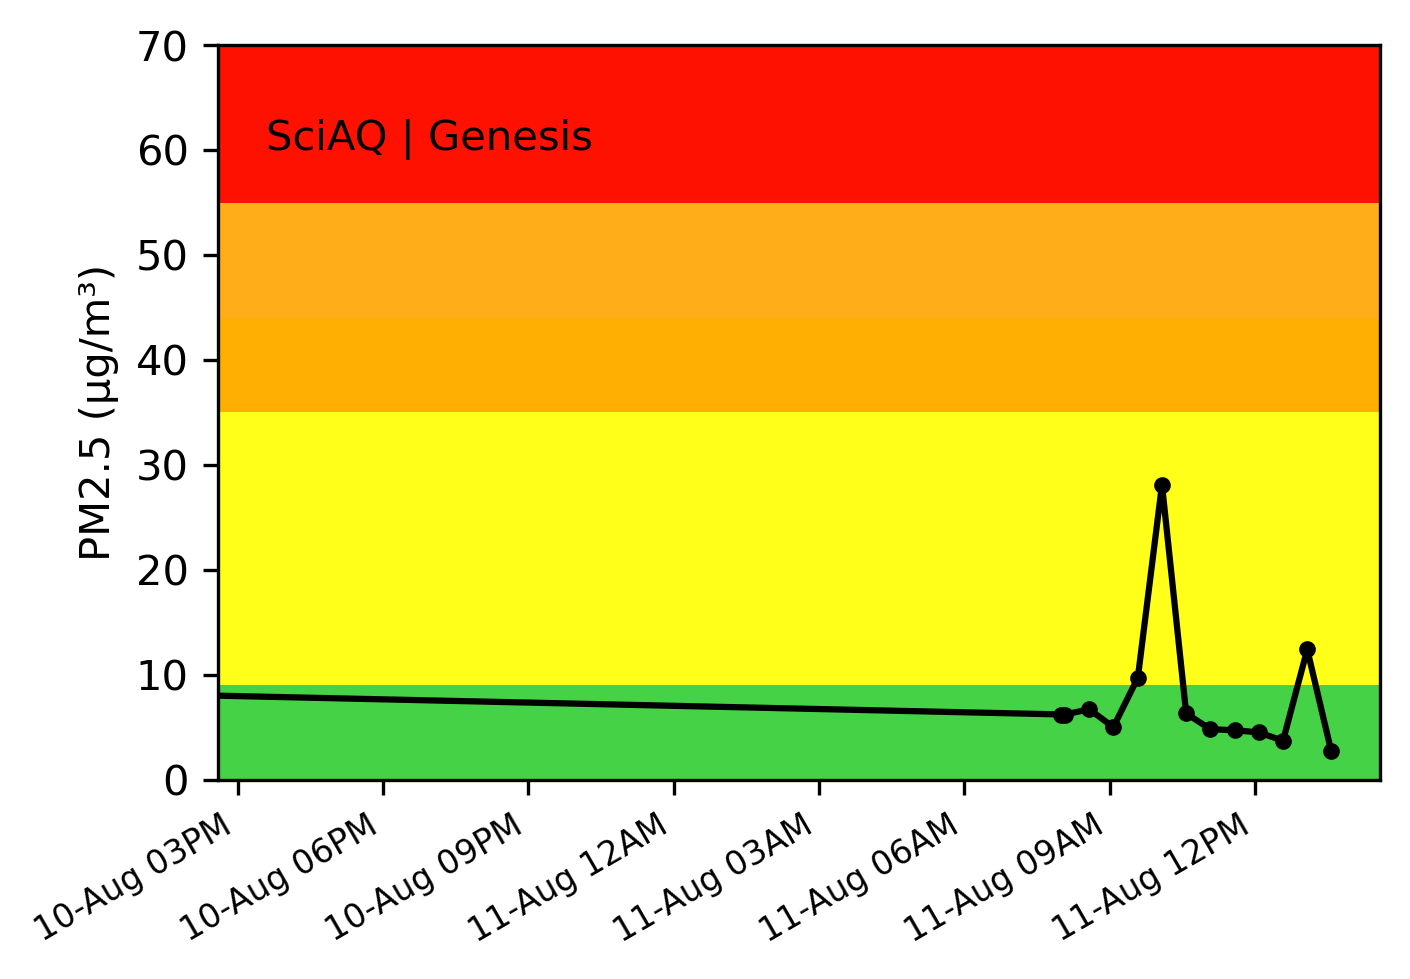 70
SciAQ | Genesis
60
50
40
30
20
10
0
PM2.5 (µg/m³)
10-Aug 03PM
10-Aug 06PM
10-Aug 09PM
11-Aug 12AM
11-Aug 03AM
11-Aug 06AM
11-Aug 09AM
11-Aug 12PM